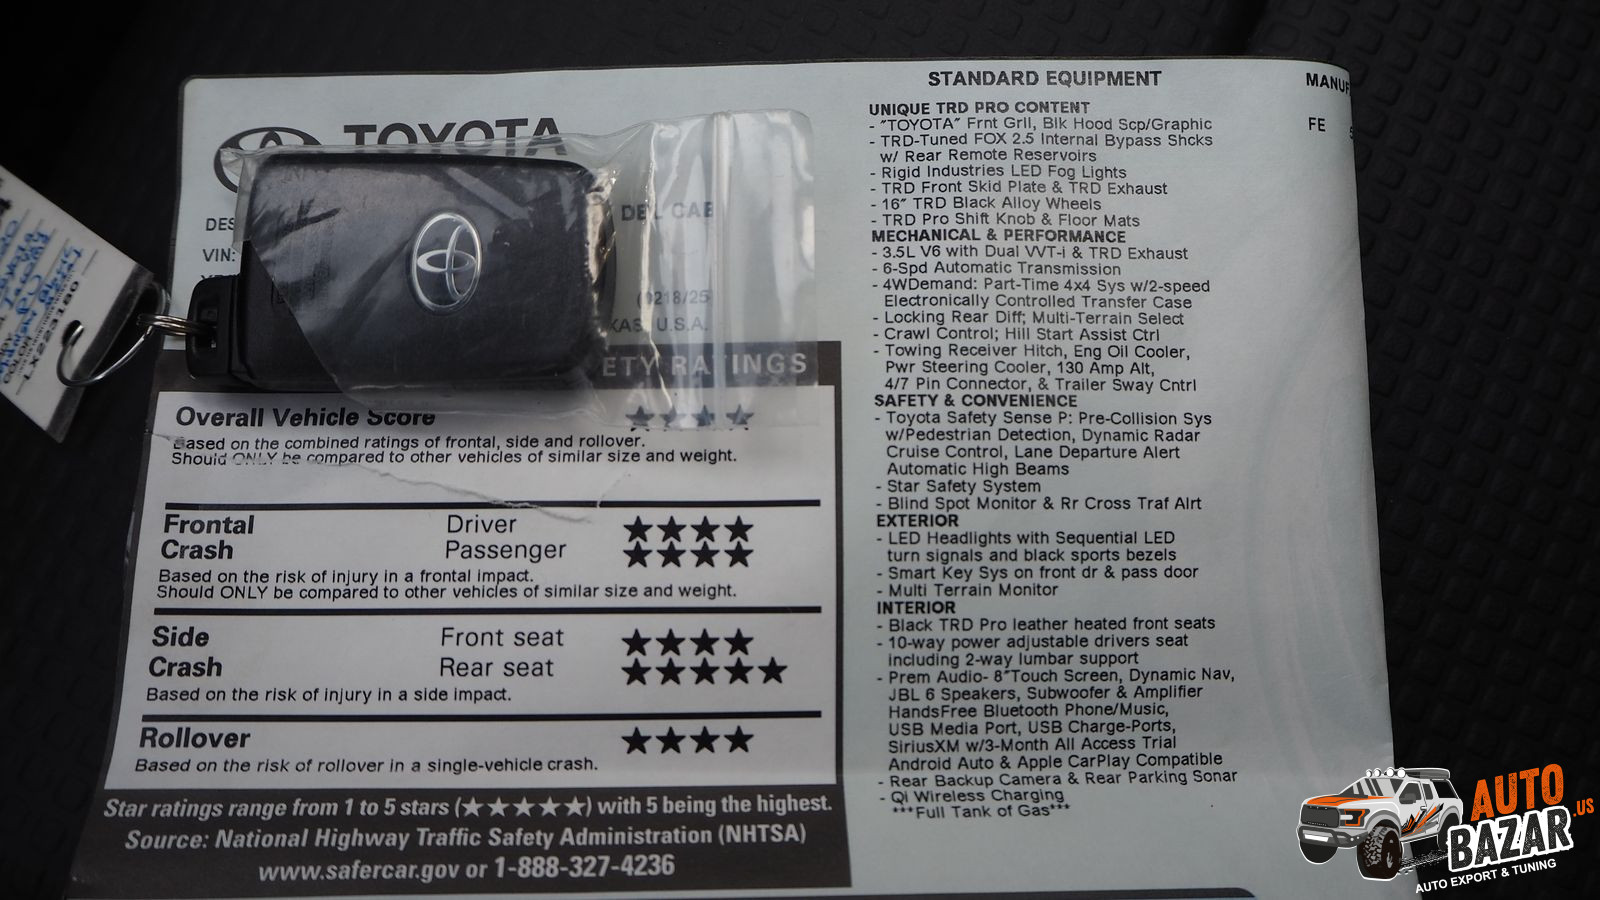 TOYOTA
DES
VIN:
DBL CAB
(0218/25
KAS, U.S.A.
LX223180
ETY RATINGS
Overall Vehicle Score ★★★★
Based on the combined ratings of frontal, side and rollover.
Should ONLY be compared to other vehicles of similar size and weight.
Frontal Driver ★★★★
Crash Passenger ★★★★
Based on the risk of injury in a frontal impact.
Should ONLY be compared to other vehicles of similar size and weight.
Side Front seat ★★★★
Crash Rear seat ★★★★★
Based on the risk of injury in a side impact.
Rollover ★★★★
Based on the risk of rollover in a single-vehicle crash.
Star ratings range from 1 to 5 stars (★★★★★) with 5 being the highest.
Source: National Highway Traffic Safety Administration (NHTSA)
www.safercar.gov or 1-888-327-4236
STANDARD EQUIPMENT
UNIQUE TRD PRO CONTENT
- "TOYOTA" Frnt Grll, Blk Hood Scp/Graphic
- TRD-Tuned FOX 2.5 Internal Bypass Shcks
w/ Rear Remote Reservoirs
- Rigid Industries LED Fog Lights
- TRD Front Skid Plate & TRD Exhaust
- 16" TRD Black Alloy Wheels
- TRD Pro Shift Knob & Floor Mats
MECHANICAL & PERFORMANCE
- 3.5L V6 with Dual VVT-i & TRD Exhaust
- 6-Spd Automatic Transmission
- 4WDemand: Part-Time 4x4 Sys w/2-speed
Electronically Controlled Transfer Case
- Locking Rear Diff; Multi-Terrain Select
- Crawl Control; Hill Start Assist Ctrl
- Towing Receiver Hitch, Eng Oil Cooler,
Pwr Steering Cooler, 130 Amp Alt,
4/7 Pin Connector, & Trailer Sway Cntrl
SAFETY & CONVENIENCE
- Toyota Safety Sense P: Pre-Collision Sys
w/Pedestrian Detection, Dynamic Radar
Cruise Control, Lane Departure Alert
Automatic High Beams
- Star Safety System
- Blind Spot Monitor & Rr Cross Traf Alrt
EXTERIOR
- LED Headlights with Sequential LED
turn signals and black sports bezels
- Smart Key Sys on front dr & pass door
- Multi Terrain Monitor
INTERIOR
- Black TRD Pro leather heated front seats
- 10-way power adjustable drivers seat
including 2-way lumbar support
- Prem Audio- 8"Touch Screen, Dynamic Nav,
JBL 6 Speakers, Subwoofer & Amplifier
HandsFree Bluetooth Phone/Music,
USB Media Port, USB Charge-Ports,
SiriusXM w/3-Month All Access Trial
Android Auto & Apple CarPlay Compatible
- Rear Backup Camera & Rear Parking Sonar
- Qi Wireless Charging
***Full Tank of Gas***
MANUF
FE 5
AUTO
BAZAR.US
AUTO EXPORT & TUNING